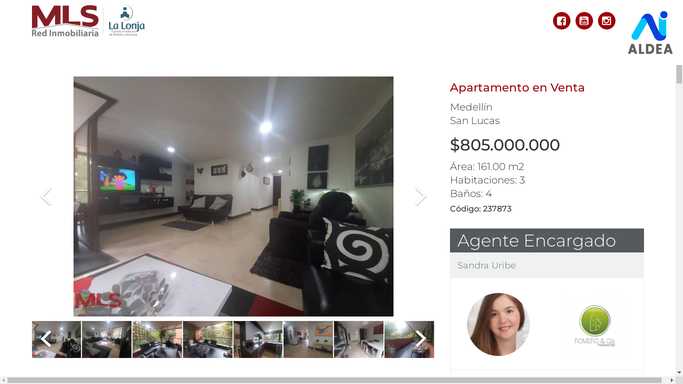 MLS
Red Inmobiliaria
La Lonja
ALDEA
Apartamento en Venta
Medellín
San Lucas
$805.000.000
Área: 161.00 m2
Habitaciones: 3
Baños: 4
Código: 237873
Agente Encargado
Sandra Uribe
MLS